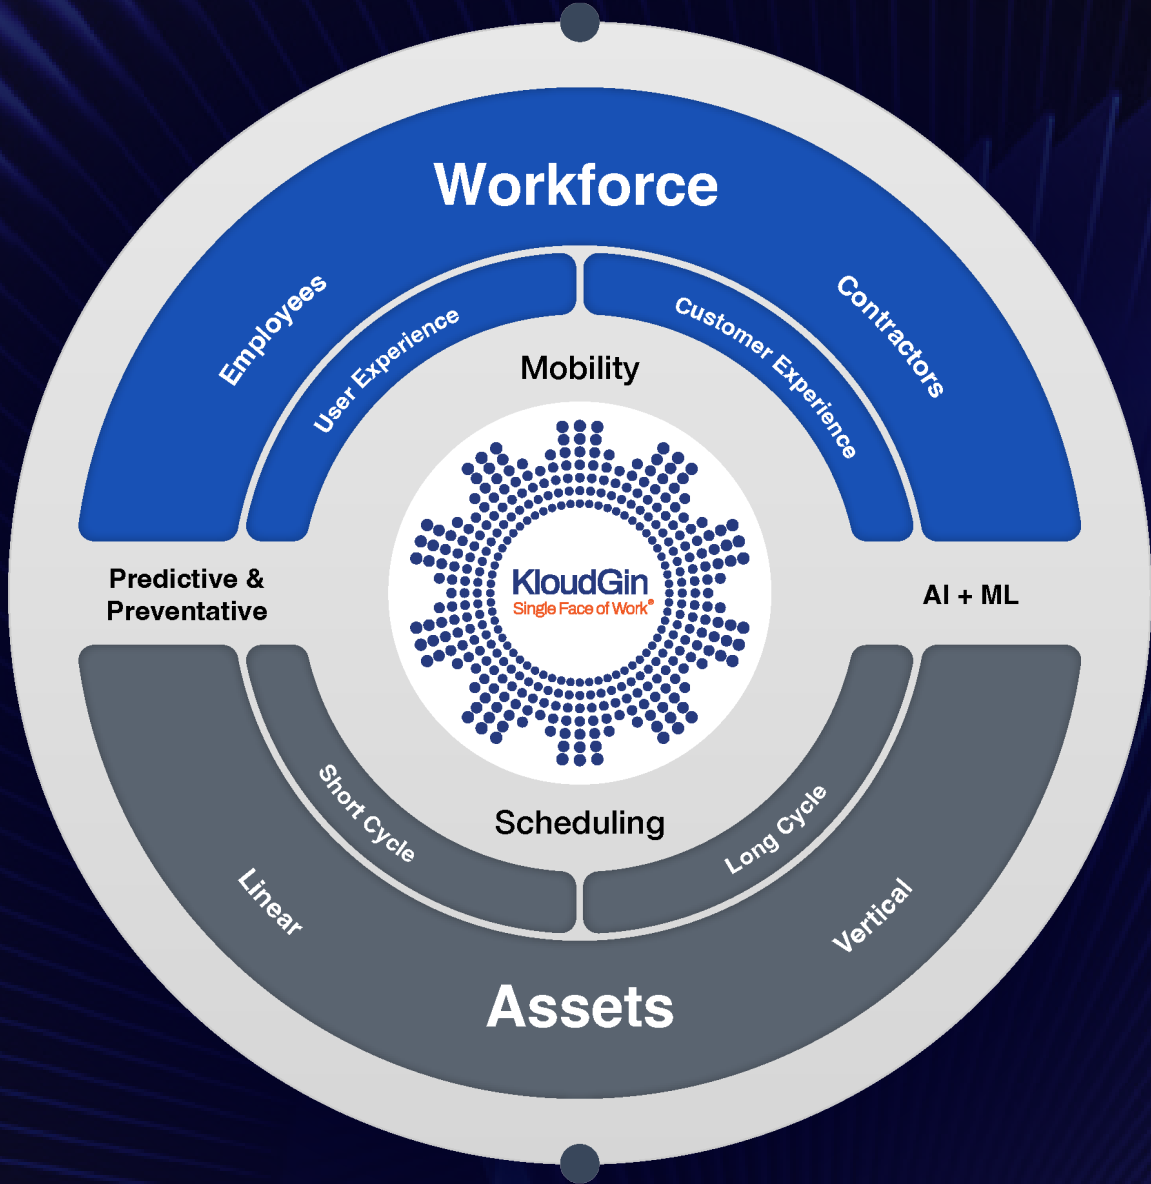 Workforce
Employees
Contractors
User Experience
Customer Experience
Mobility
KloudGin
Single Face of Work®
Predictive &
Preventative
AI + ML
Scheduling
Short Cycle
Long Cycle
Linear
Vertical
Assets